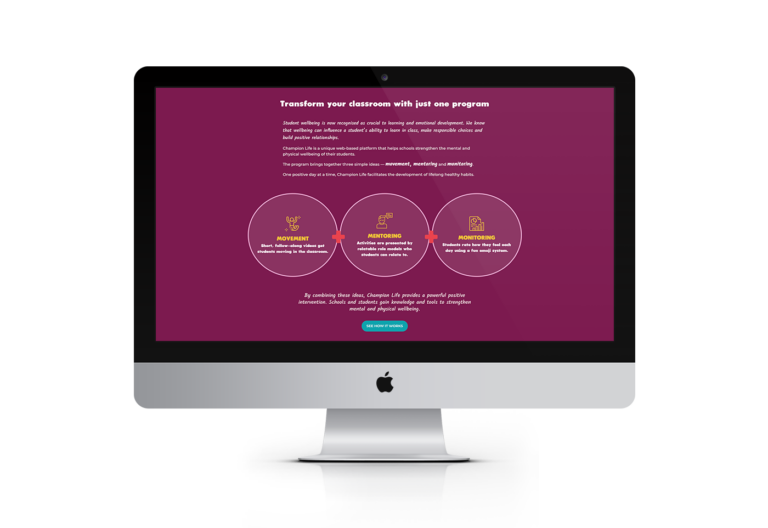 Transform your classroom with just one program
Student wellbeing is now recognised as crucial to learning and emotional development. We know
that wellbeing can influence a student's ability to learn in class, make responsible choices and
build positive relationships.
Champion Life is a unique web-based platform that helps schools strengthen the mental and
physical wellbeing of their students.
The program brings together three simple ideas — movement, mentoring and monitoring.
One positive day at a time, Champion Life facilitates the development of lifelong healthy habits.
MOVEMENT
Short, follow-along videos get
students moving in the classroom.
MENTORING
Activities are presented by
relatable role models who
students can relate to.
MONITORING
Students rate how they feel each
day using a fun emoji system.
By combining these ideas, Champion Life provides a powerful positive
intervention. Schools and students gain knowledge and tools to strengthen
mental and physical wellbeing.
SEE HOW IT WORKS